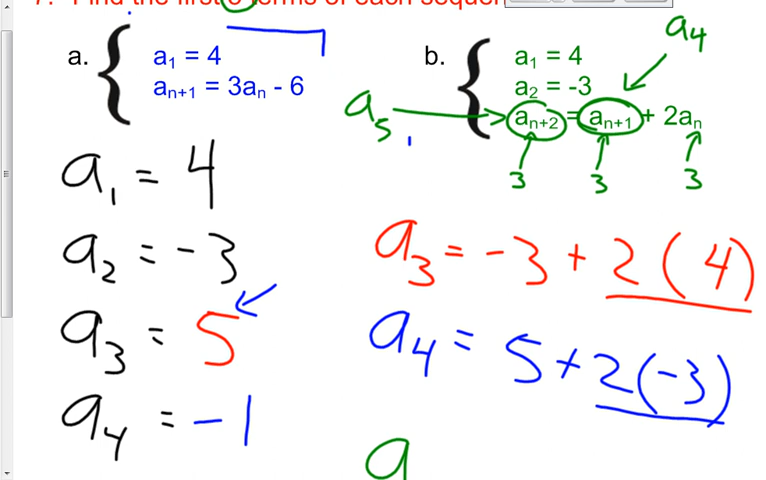 7. Find the first 5 terms of each sequen
a. a1 = 4
an+1 = 3an - 6
b. a1 = 4
a2 = -3
an+2 = an+1 + 2an
a4
a5
3 3 3
a1 = 4
a2 = -3
a3 = 5
a4 = -1
a3 = -3 + 2(4)
a4 = 5 + 2(-3)
a